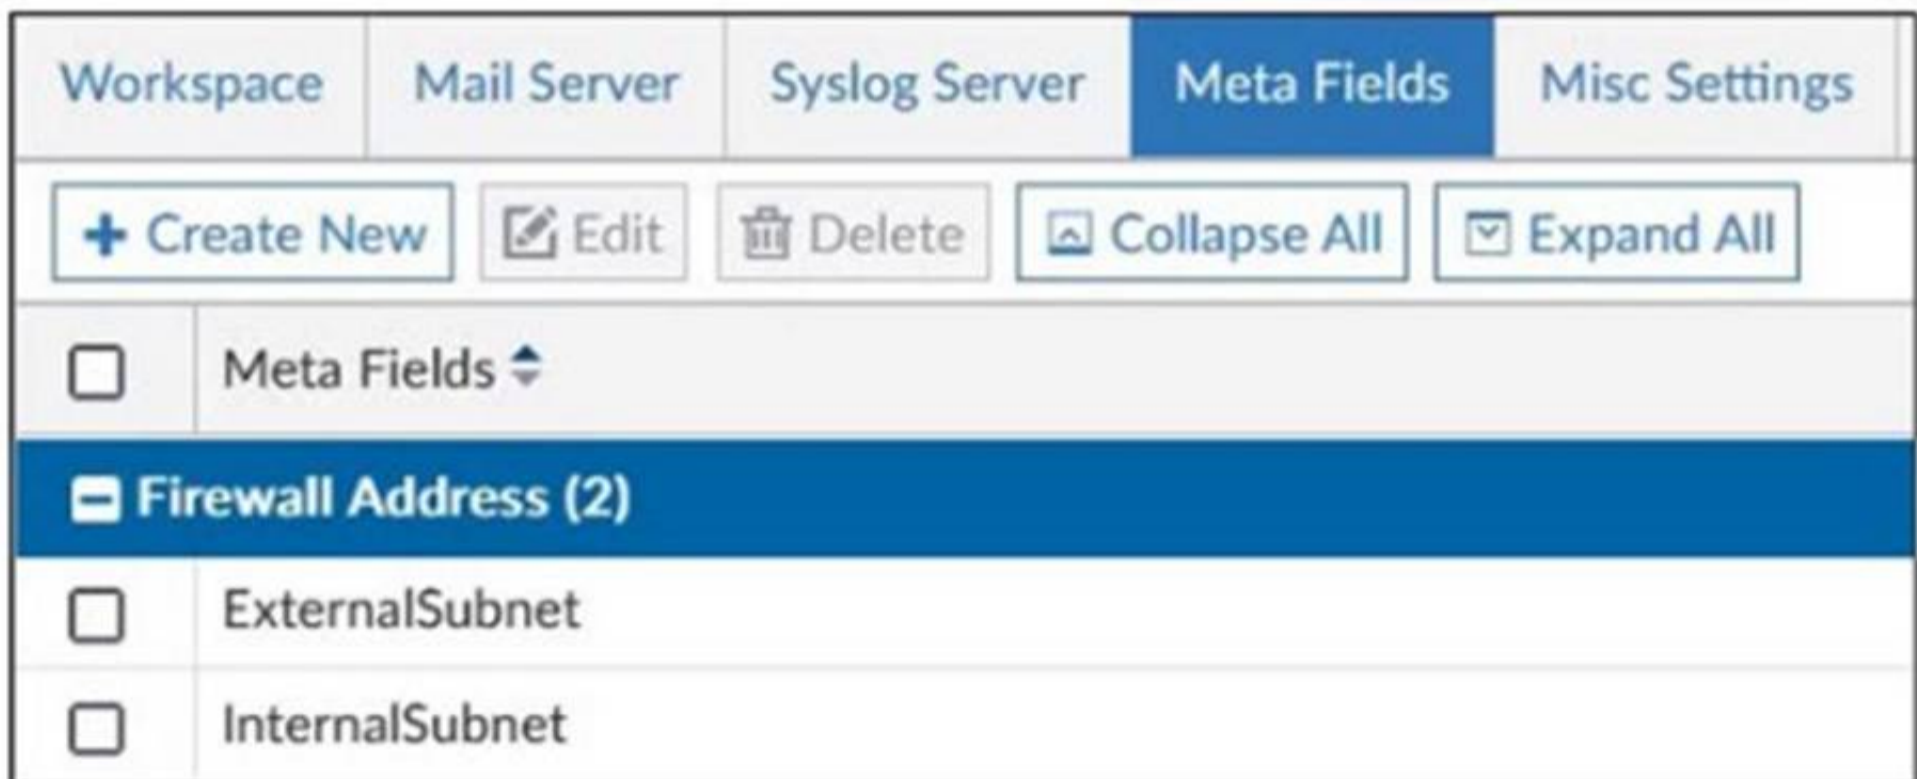 Workspace Mail Server Syslog Server Meta Fields Misc Settings
Create New Edit Delete Collapse All Expand All
Meta Fields
Firewall Address (2)
ExternalSubnet
InternalSubnet